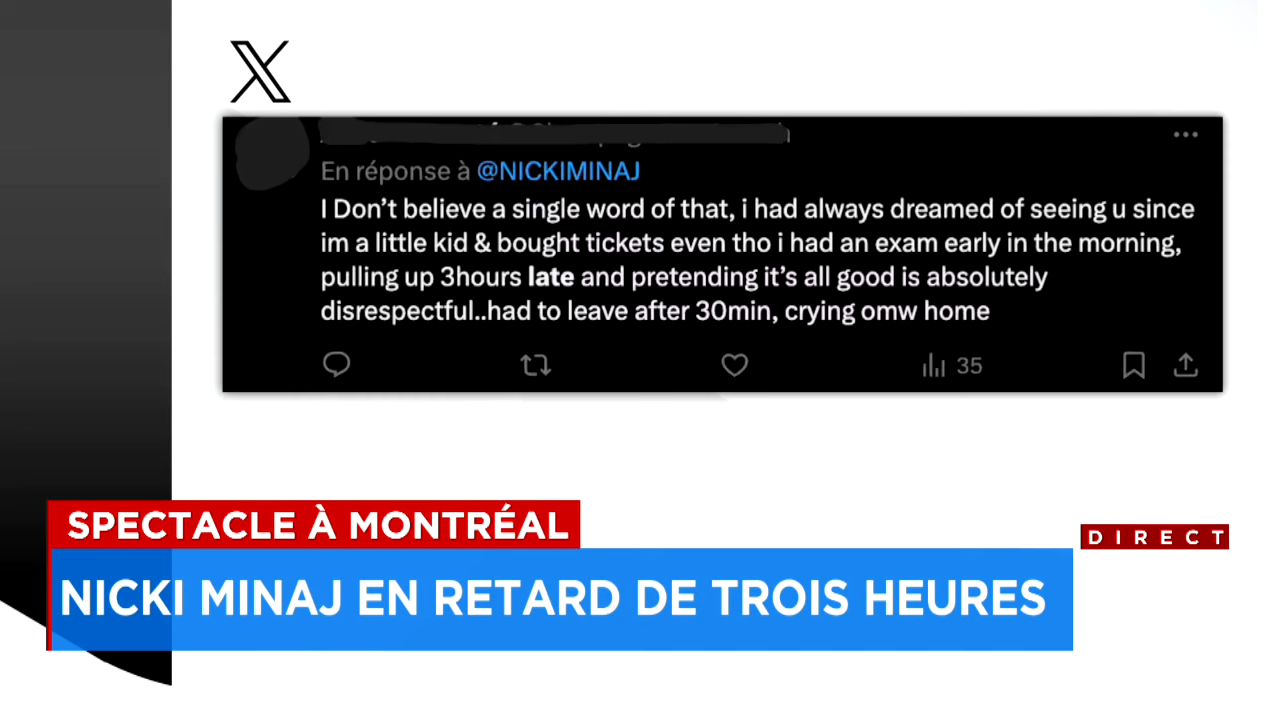 En réponse à @NICKIMINAJ
I Don't believe a single word of that, i had always dreamed of seeing u since
im a little kid & bought tickets even tho i had an exam early in the morning,
pulling up 3hours late and pretending it's all good is absolutely
disrespectful..had to leave after 30min, crying omw home
35
SPECTACLE À MONTRÉAL
DIRECT
NICKI MINAJ EN RETARD DE TROIS HEURES